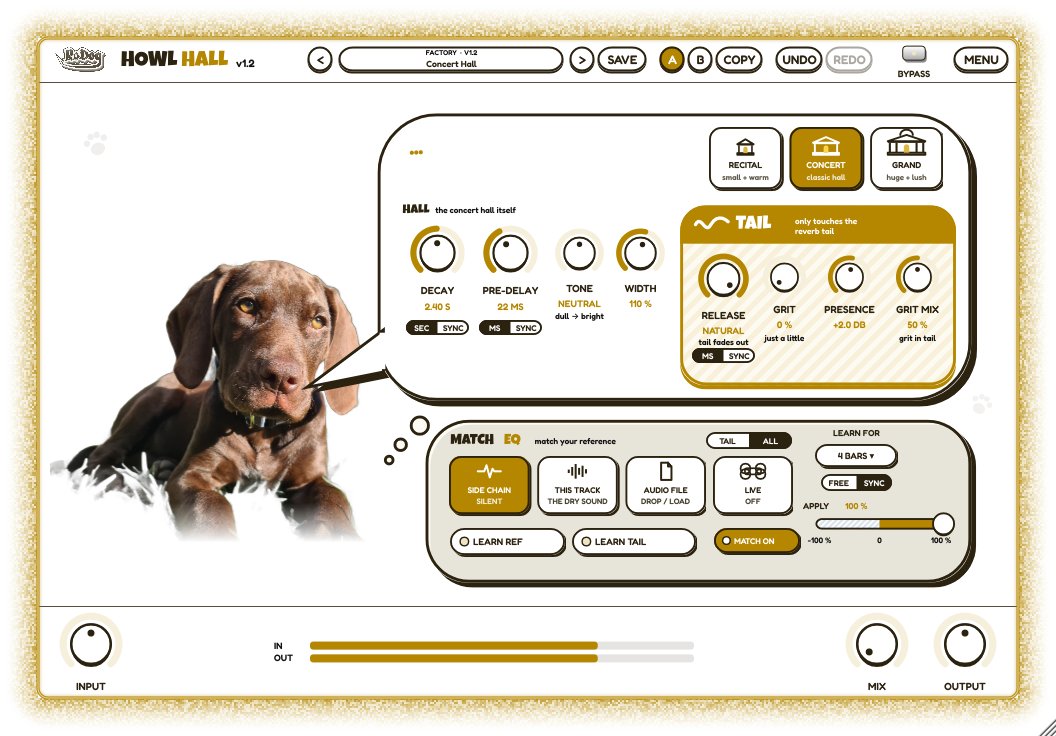 RaDog
HOWL HALL v1.2
<
FACTORY · V1.2
Concert Hall
>
SAVE
A
B
COPY
UNDO
REDO
BYPASS
MENU
RECITAL
small + warm
CONCERT
classic hall
GRAND
huge + lush
HALL the concert hall itself
DECAY
2.40 S
SEC SYNC
PRE-DELAY
22 MS
MS SYNC
TONE
NEUTRAL
dull → bright
WIDTH
110 %
TAIL
only touches the
reverb tail
RELEASE
NATURAL
tail fades out
MS SYNC
GRIT
0 %
just a little
PRESENCE
+2.0 DB
GRIT MIX
50 %
grit in tail
MATCH EQ match your reference
TAIL ALL
LEARN FOR
4 BARS ▾
FREE SYNC
SIDE CHAIN
SILENT
THIS TRACK
THE DRY SOUND
AUDIO FILE
DROP / LOAD
LIVE
OFF
APPLY 100 %
-100 % 0 100 %
LEARN REF
LEARN TAIL
MATCH ON
INPUT
IN
OUT
MIX
OUTPUT